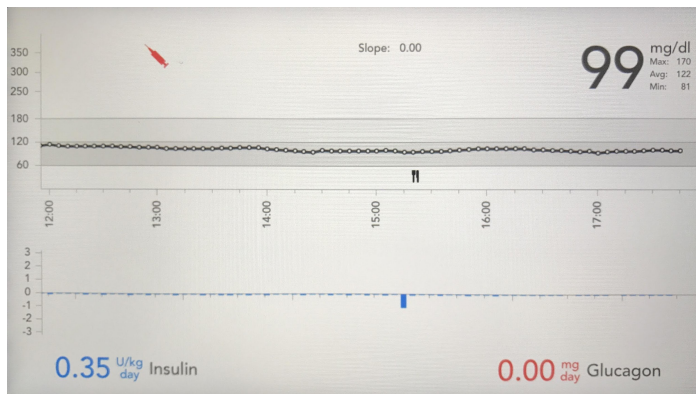 Slope: 0.00
99 mg/dl
Max: 170
Avg: 122
Min: 81
350
300
250
180
120
60
12:00 13:00 14:00 15:00 16:00 17:00
3
2
1
0
-1
-2
-3
0.35 U/kg day Insulin
0.00 mg day Glucagon